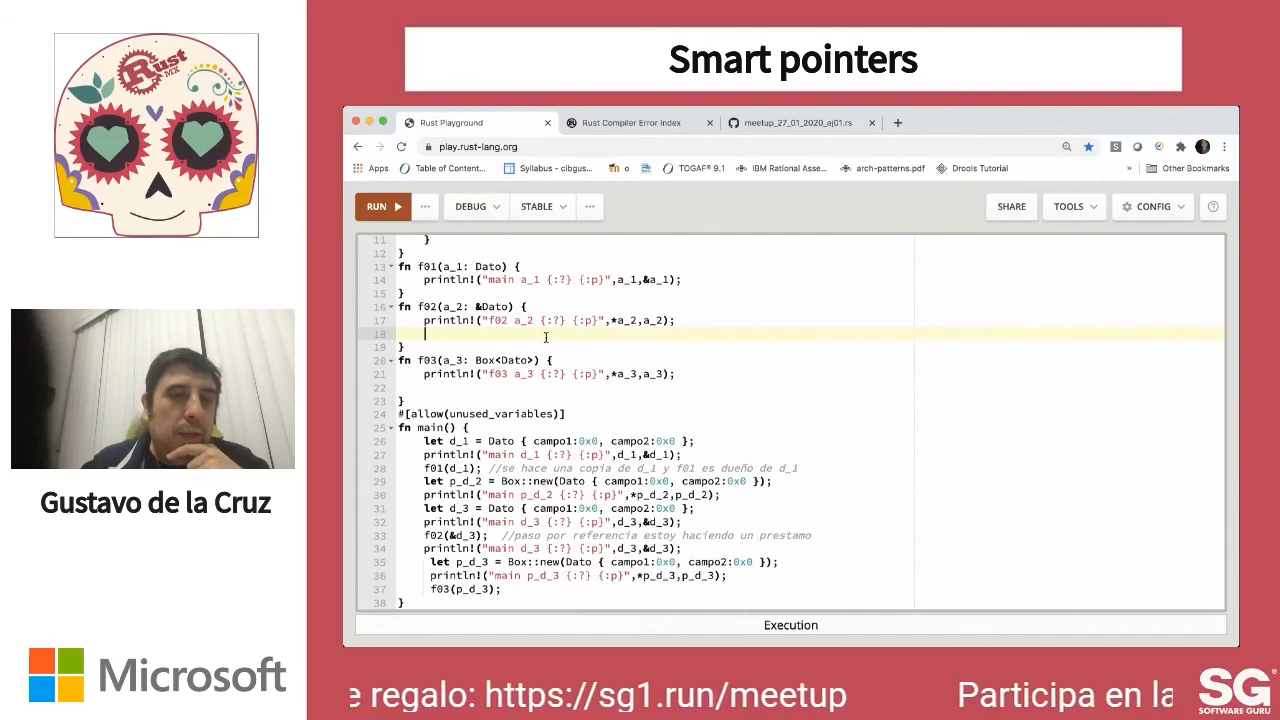 Rust
MX
Smart pointers
Rust Playground
Rust Compiler Error Index
meetup_27_01_2020_ej01.rs
play.rust-lang.org
Apps
Table of Content...
Syllabus - cibgus...
o
TOGAF® 9.1
IBM Rational Asse...
arch-patterns.pdf
Drools Tutorial
»
Other Bookmarks
RUN
DEBUG
STABLE
SHARE
TOOLS
CONFIG
11 }
12 }
13 fn f01(a_1: Dato) {
14 println!("main a_1 {:?} {:p}",a_1,&a_1);
15 }
16 fn f02(a_2: &Dato) {
17 println!("f02 a_2 {:?} {:p}",*a_2,a_2);
18
19 }
20 fn f03(a_3: Box<Dato>) {
21 println!("f03 a_3 {:?} {:p}",*a_3,a_3);
22
23 }
24 #[allow(unused_variables)]
25 fn main() {
26 let d_1 = Dato { campo1:0x0, campo2:0x0 };
27 println!("main d_1 {:?} {:p}",d_1,&d_1);
28 f01(d_1); //se hace una copia de d_1 y f01 es dueño de d_1
29 let p_d_2 = Box::new(Dato { campo1:0x0, campo2:0x0 });
30 println!("main p_d_2 {:?} {:p}",*p_d_2,p_d_2);
31 let d_3 = Dato { campo1:0x0, campo2:0x0 };
32 println!("main d_3 {:?} {:p}",d_3,&d_3);
33 f02(&d_3); //paso por referencia estoy haciendo un prestamo
34 println!("main d_3 {:?} {:p}",d_3,&d_3);
35 let p_d_3 = Box::new(Dato { campo1:0x0, campo2:0x0 });
36 println!("main p_d_3 {:?} {:p}",*p_d_3,p_d_3);
37 f03(p_d_3);
38 }
Execution
Gustavo de la Cruz
Microsoft
e regalo: https://sg1.run/meetup
Participa en la
SG
SOFTWARE GURU